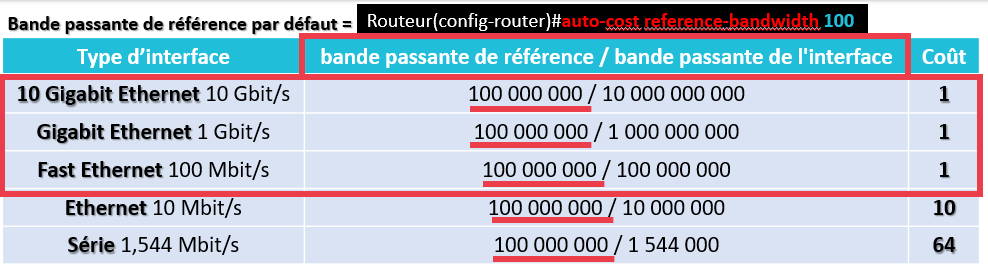 Bande passante de référence par défaut = Routeur(config-router)#auto-cost reference-bandwidth 100
Type d'interface bande passante de référence / bande passante de l'interface Coût
10 Gigabit Ethernet 10 Gbit/s 100 000 000 / 10 000 000 000 1
Gigabit Ethernet 1 Gbit/s 100 000 000 / 1 000 000 000 1
Fast Ethernet 100 Mbit/s 100 000 000 / 100 000 000 1
Ethernet 10 Mbit/s 100 000 000 / 10 000 000 10
Série 1,544 Mbit/s 100 000 000 / 1 544 000 64